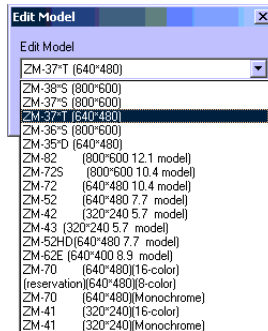 Edit Model
Edit Model
ZM-37*T (640*480)
ZM-38*S (800*600)
ZM-37*S (800*600)
ZM-37*T (640*480)
ZM-36*S (800*600)
ZM-35*D (640*480)
ZM-82 (800*600 12.1 model)
ZM-72S (800*600 10.4 model)
ZM-72 (640*480 10.4 model)
ZM-52 (640*480 7.7 model)
ZM-42 (320*240 5.7 model)
ZM-43 (320*240 5.7 model)
ZM-52HD(640*480 7.7 model)
ZM-62E (640*400 8.9 model)
ZM-70 (640*480)(16-color)
(reservation)(640*480)(8-color)
ZM-70 (640*480)(Monochrome)
ZM-41 (320*240)(16-color)
ZM-41 (320*240)(Monochrome)